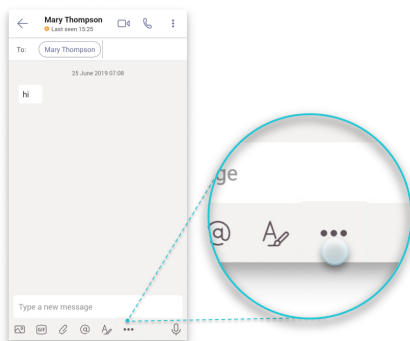 Mary Thompson
Last seen 15:25
To: Mary Thompson
25 June 2019 07:08
hi
ge
@ A
Type a new message
GIF @ A